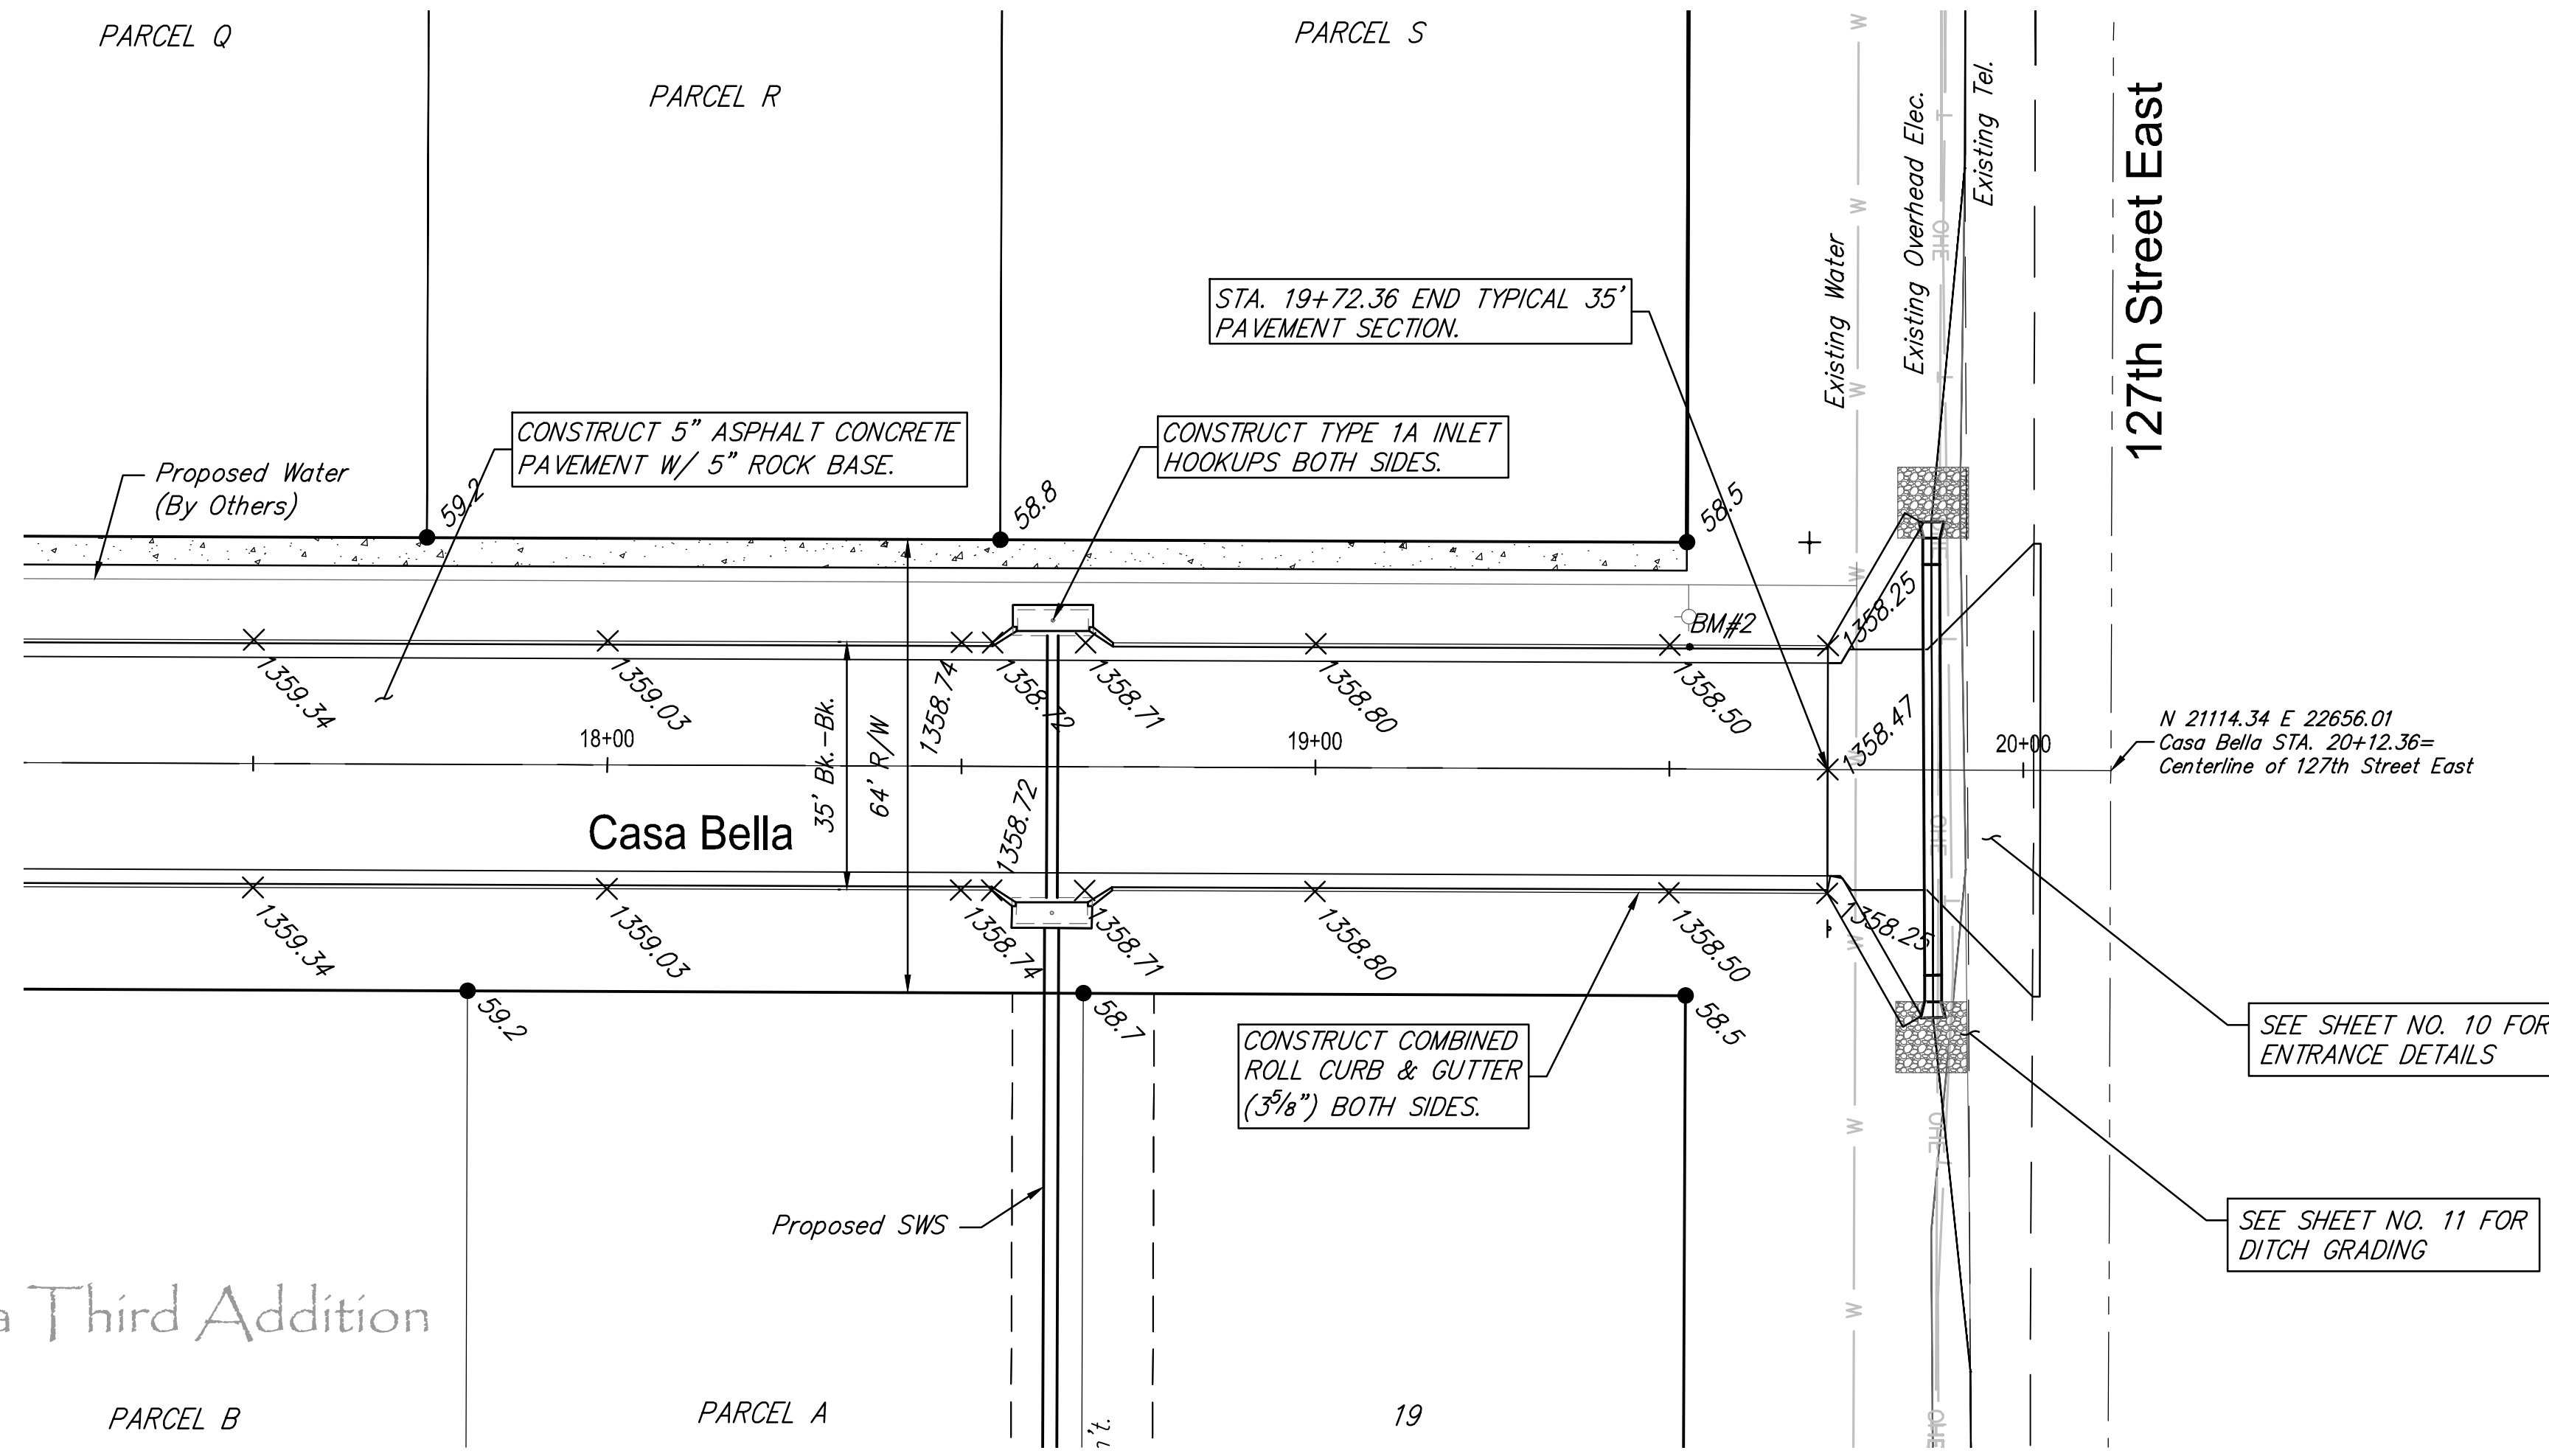 PARCEL Q
PARCEL R
PARCEL S
Existing Water
Existing Overhead Elec.
Existing Tel.
127th Street East
W
W
W
W
W
W
W
W
W
T
T
OHE
OHE
OHE
OHE
STA. 19+72.36 END TYPICAL 35'
PAVEMENT SECTION.
CONSTRUCT 5" ASPHALT CONCRETE
PAVEMENT W/ 5" ROCK BASE.
CONSTRUCT TYPE 1A INLET
HOOKUPS BOTH SIDES.
Proposed Water
(By Others)
59.2
58.8
58.5
BM#2
1358.25
1359.34
1359.03
1358.74
1358.72
1358.71
1358.80
1358.50
1358.47
18+00
19+00
20+00
N 21114.34 E 22656.01
Casa Bella STA. 20+12.36=
Centerline of 127th Street East
35' Bk.-Bk.
64' R/W
Casa Bella
1358.72
1359.34
1359.03
1358.74
1358.71
1358.80
1358.50
1358.25
59.2
58.7
58.5
CONSTRUCT COMBINED
ROLL CURB & GUTTER
(3 5/8") BOTH SIDES.
SEE SHEET NO. 10 FOR
ENTRANCE DETAILS
SEE SHEET NO. 11 FOR
DITCH GRADING
Proposed SWS
a Third Addition
PARCEL B
PARCEL A
19